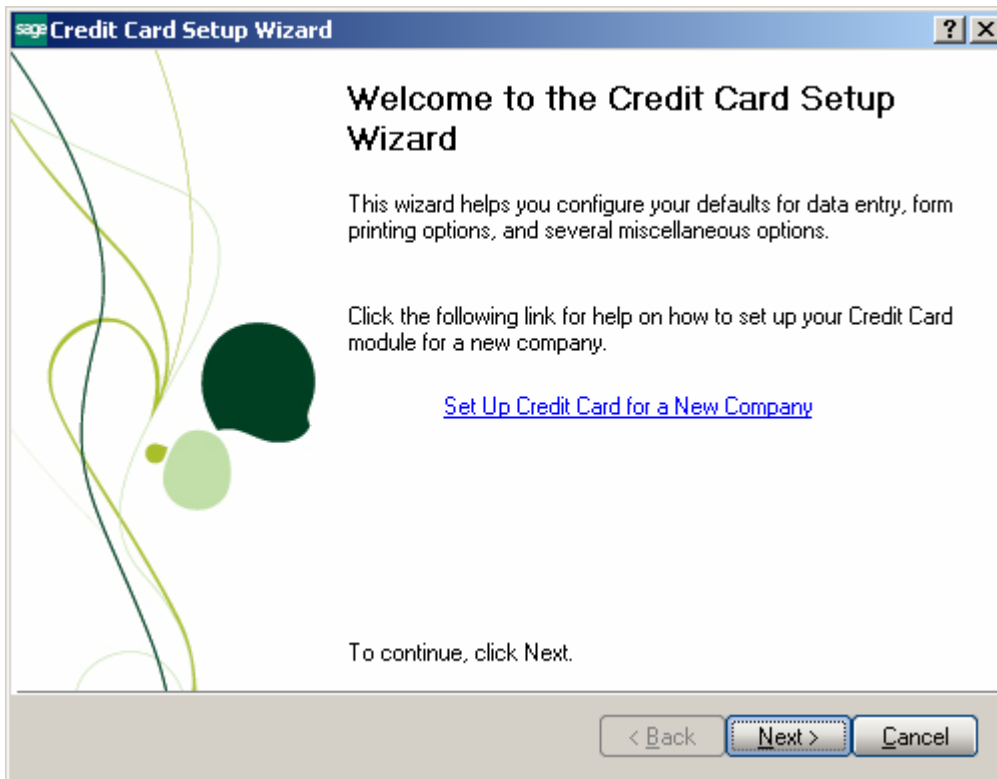 sage Credit Card Setup Wizard ? X
Welcome to the Credit Card Setup
Wizard
This wizard helps you configure your defaults for data entry, form
printing options, and several miscellaneous options.
Click the following link for help on how to set up your Credit Card
module for a new company.
Set Up Credit Card for a New Company
To continue, click Next.
< Back Next > Cancel